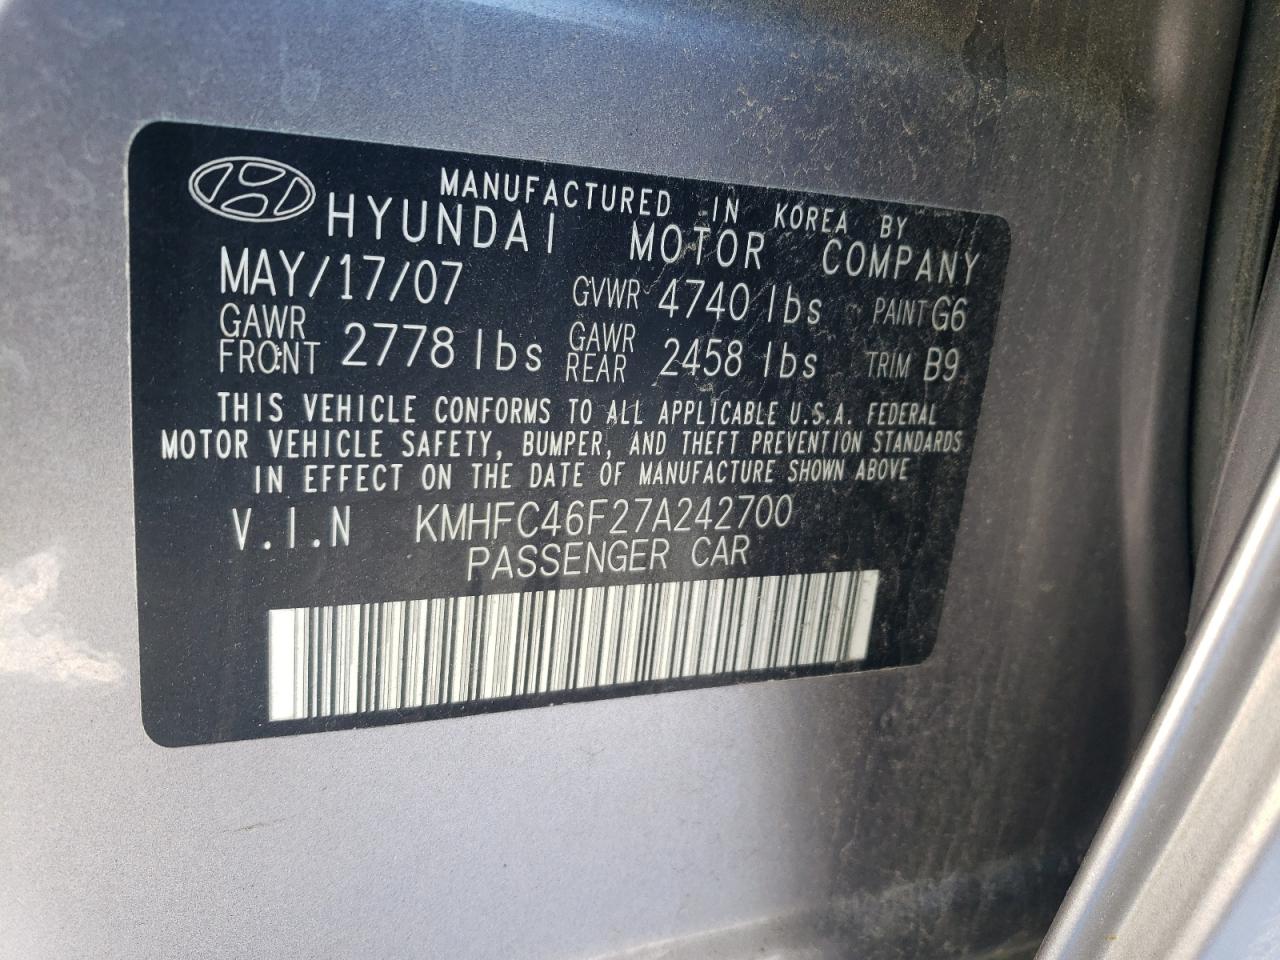 MANUFACTURED IN KOREA BY
HYUNDAI MOTOR COMPANY
MAY/17/07 GVWR 4740 lbs PAINT G6
GAWR FRONT 2778 lbs GAWR REAR 2458 lbs TRIM B9
THIS VEHICLE CONFORMS TO ALL APPLICABLE U.S.A. FEDERAL
MOTOR VEHICLE SAFETY, BUMPER, AND THEFT PREVENTION STANDARDS
IN EFFECT ON THE DATE OF MANUFACTURE SHOWN ABOVE
V.I.N KMHFC46F27A242700
PASSENGER CAR